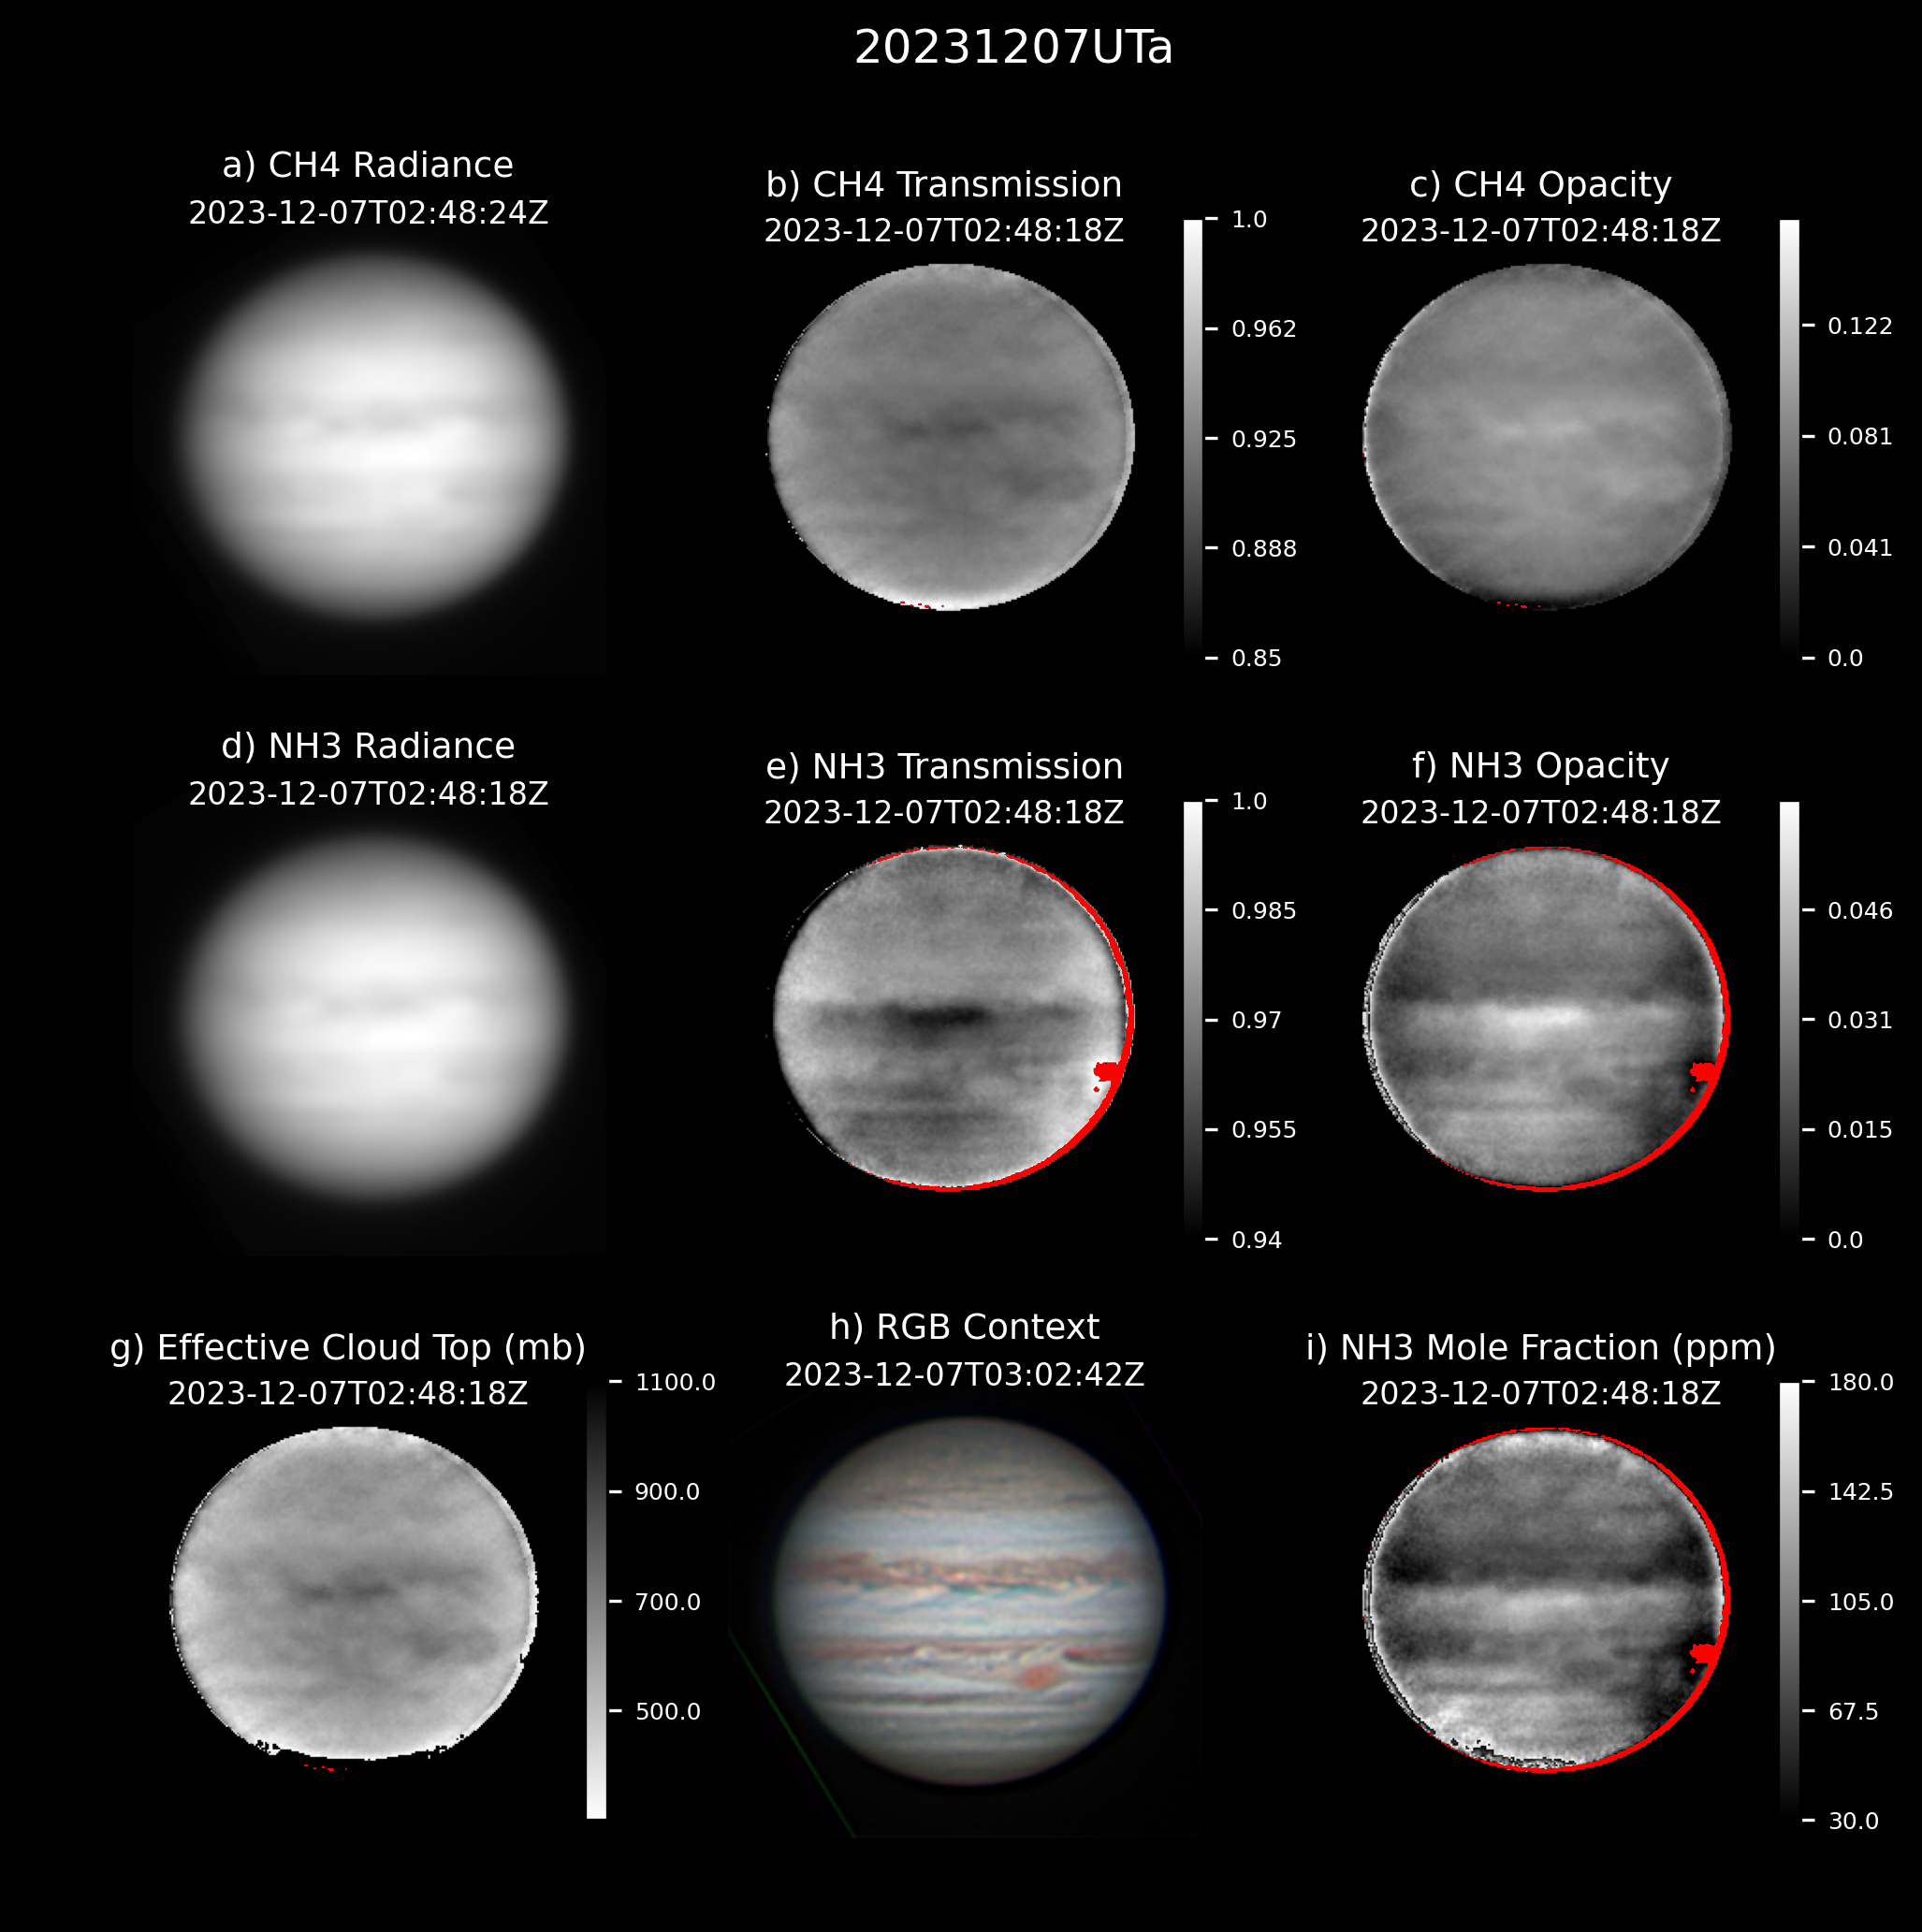 20231207UTa
a) CH4 Radiance
2023-12-07T02:48:24Z
b) CH4 Transmission
2023-12-07T02:48:18Z
1.0
0.962
0.925
0.888
0.85
c) CH4 Opacity
2023-12-07T02:48:18Z
0.122
0.081
0.041
0.0
d) NH3 Radiance
2023-12-07T02:48:18Z
e) NH3 Transmission
2023-12-07T02:48:18Z
1.0
0.985
0.97
0.955
0.94
f) NH3 Opacity
2023-12-07T02:48:18Z
0.046
0.031
0.015
0.0
g) Effective Cloud Top (mb)
2023-12-07T02:48:18Z
1100.0
900.0
700.0
500.0
h) RGB Context
2023-12-07T03:02:42Z
i) NH3 Mole Fraction (ppm)
2023-12-07T02:48:18Z
180.0
142.5
105.0
67.5
30.0